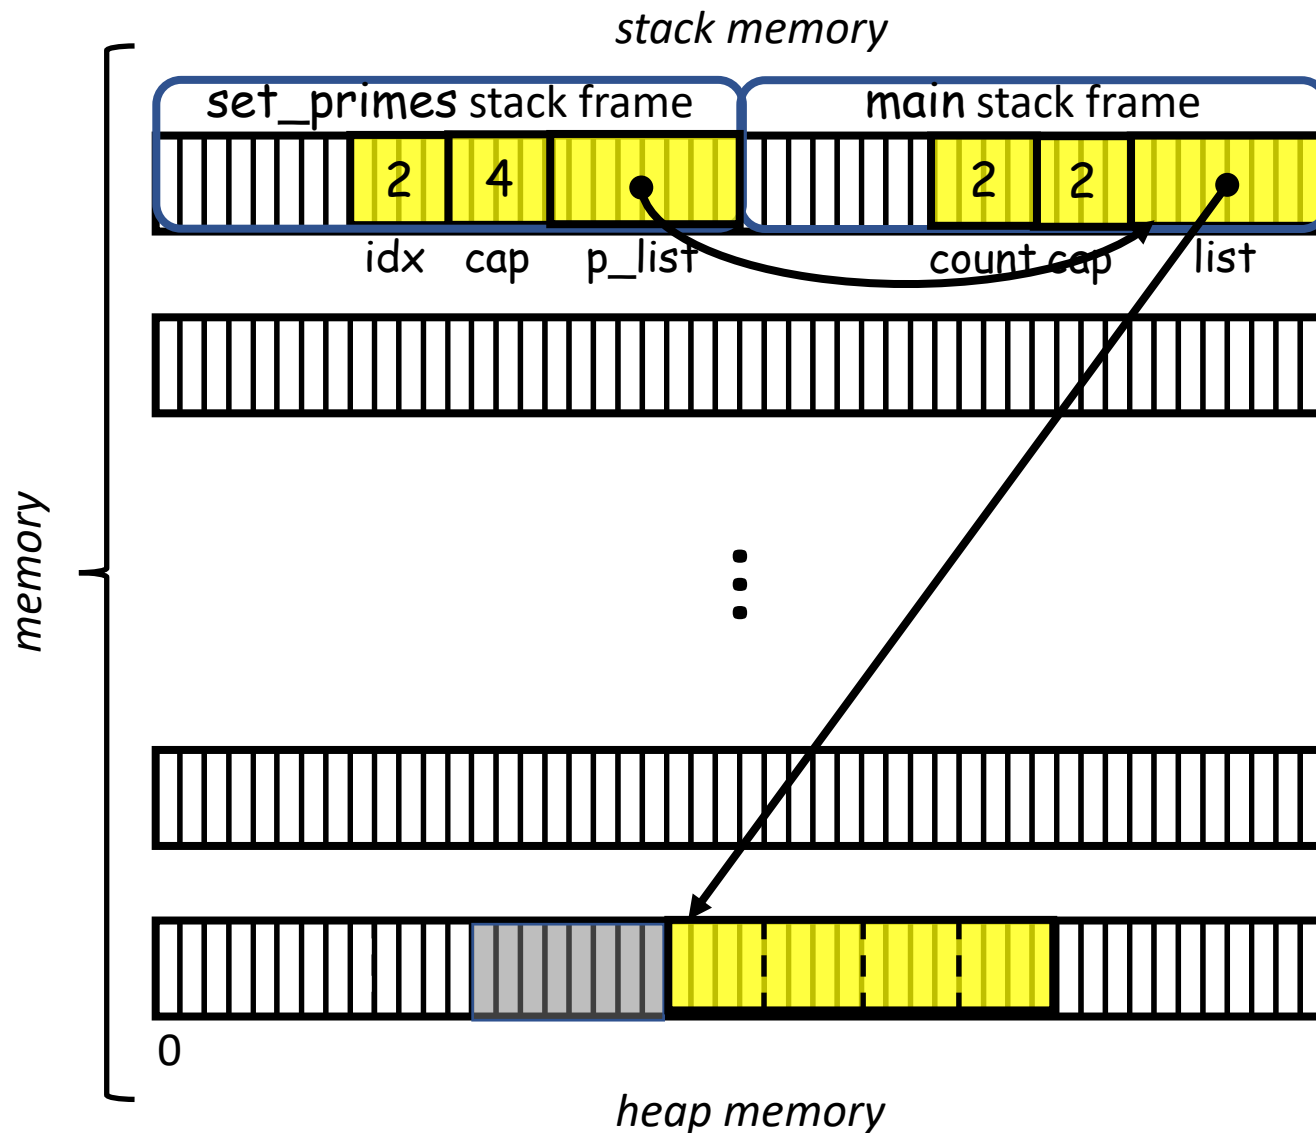 stack memory
set_primes stack frame
main stack frame
2 4
2 2
idx cap p_list
count cap list
memory
0
heap memory